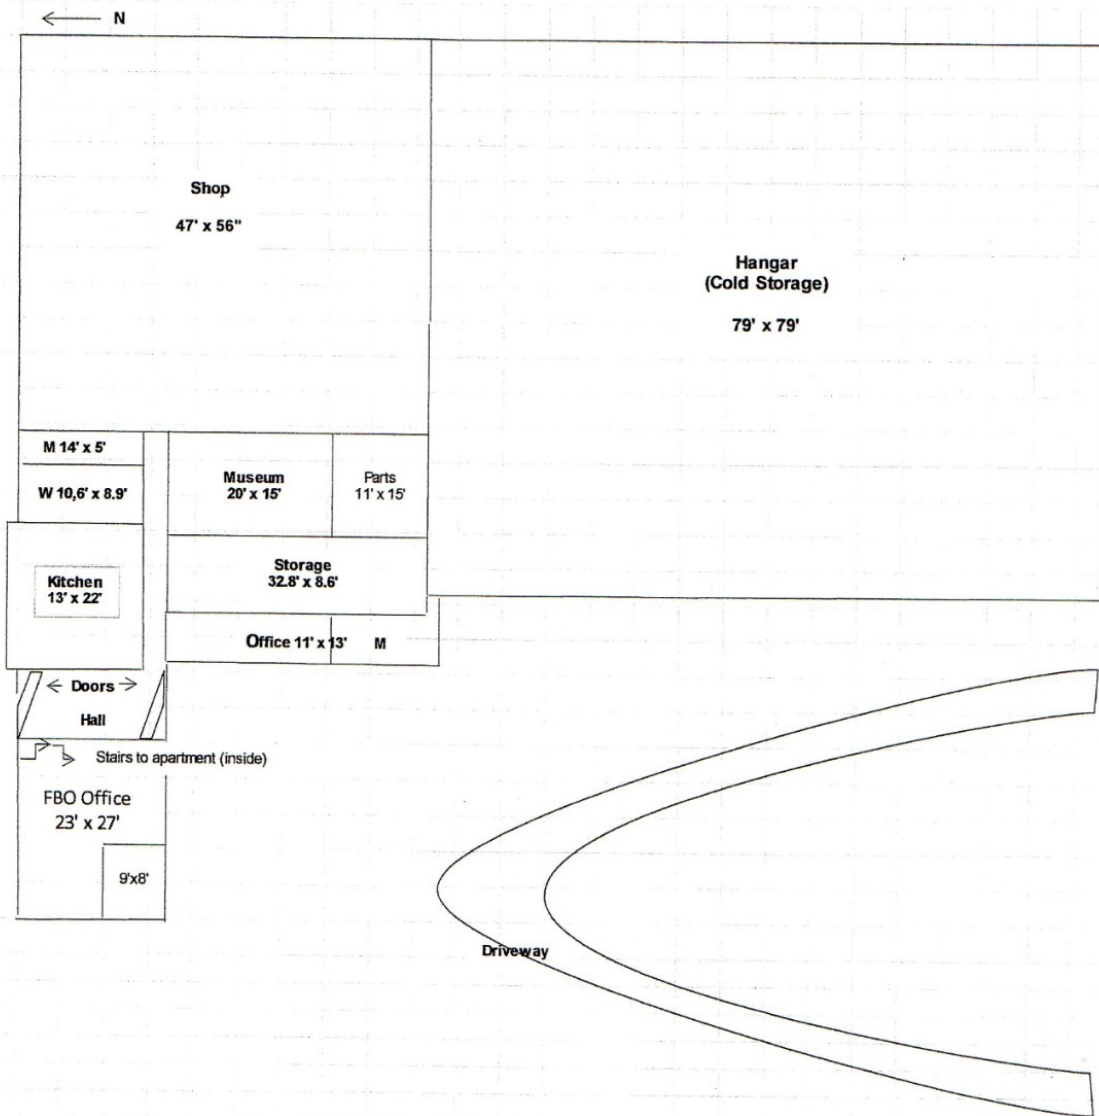 N
Shop
47' x 56"
Hangar
(Cold Storage)
79' x 79'
M 14' x 5'
W 10,6' x 8.9'
Museum
20' x 15'
Parts
11' x 15'
Kitchen
13' x 22'
Storage
32.8' x 8.6'
Office 11' x 13' M
Doors
Hall
Stairs to apartment (inside)
FBO Office
23' x 27'
9'x8'
Driveway